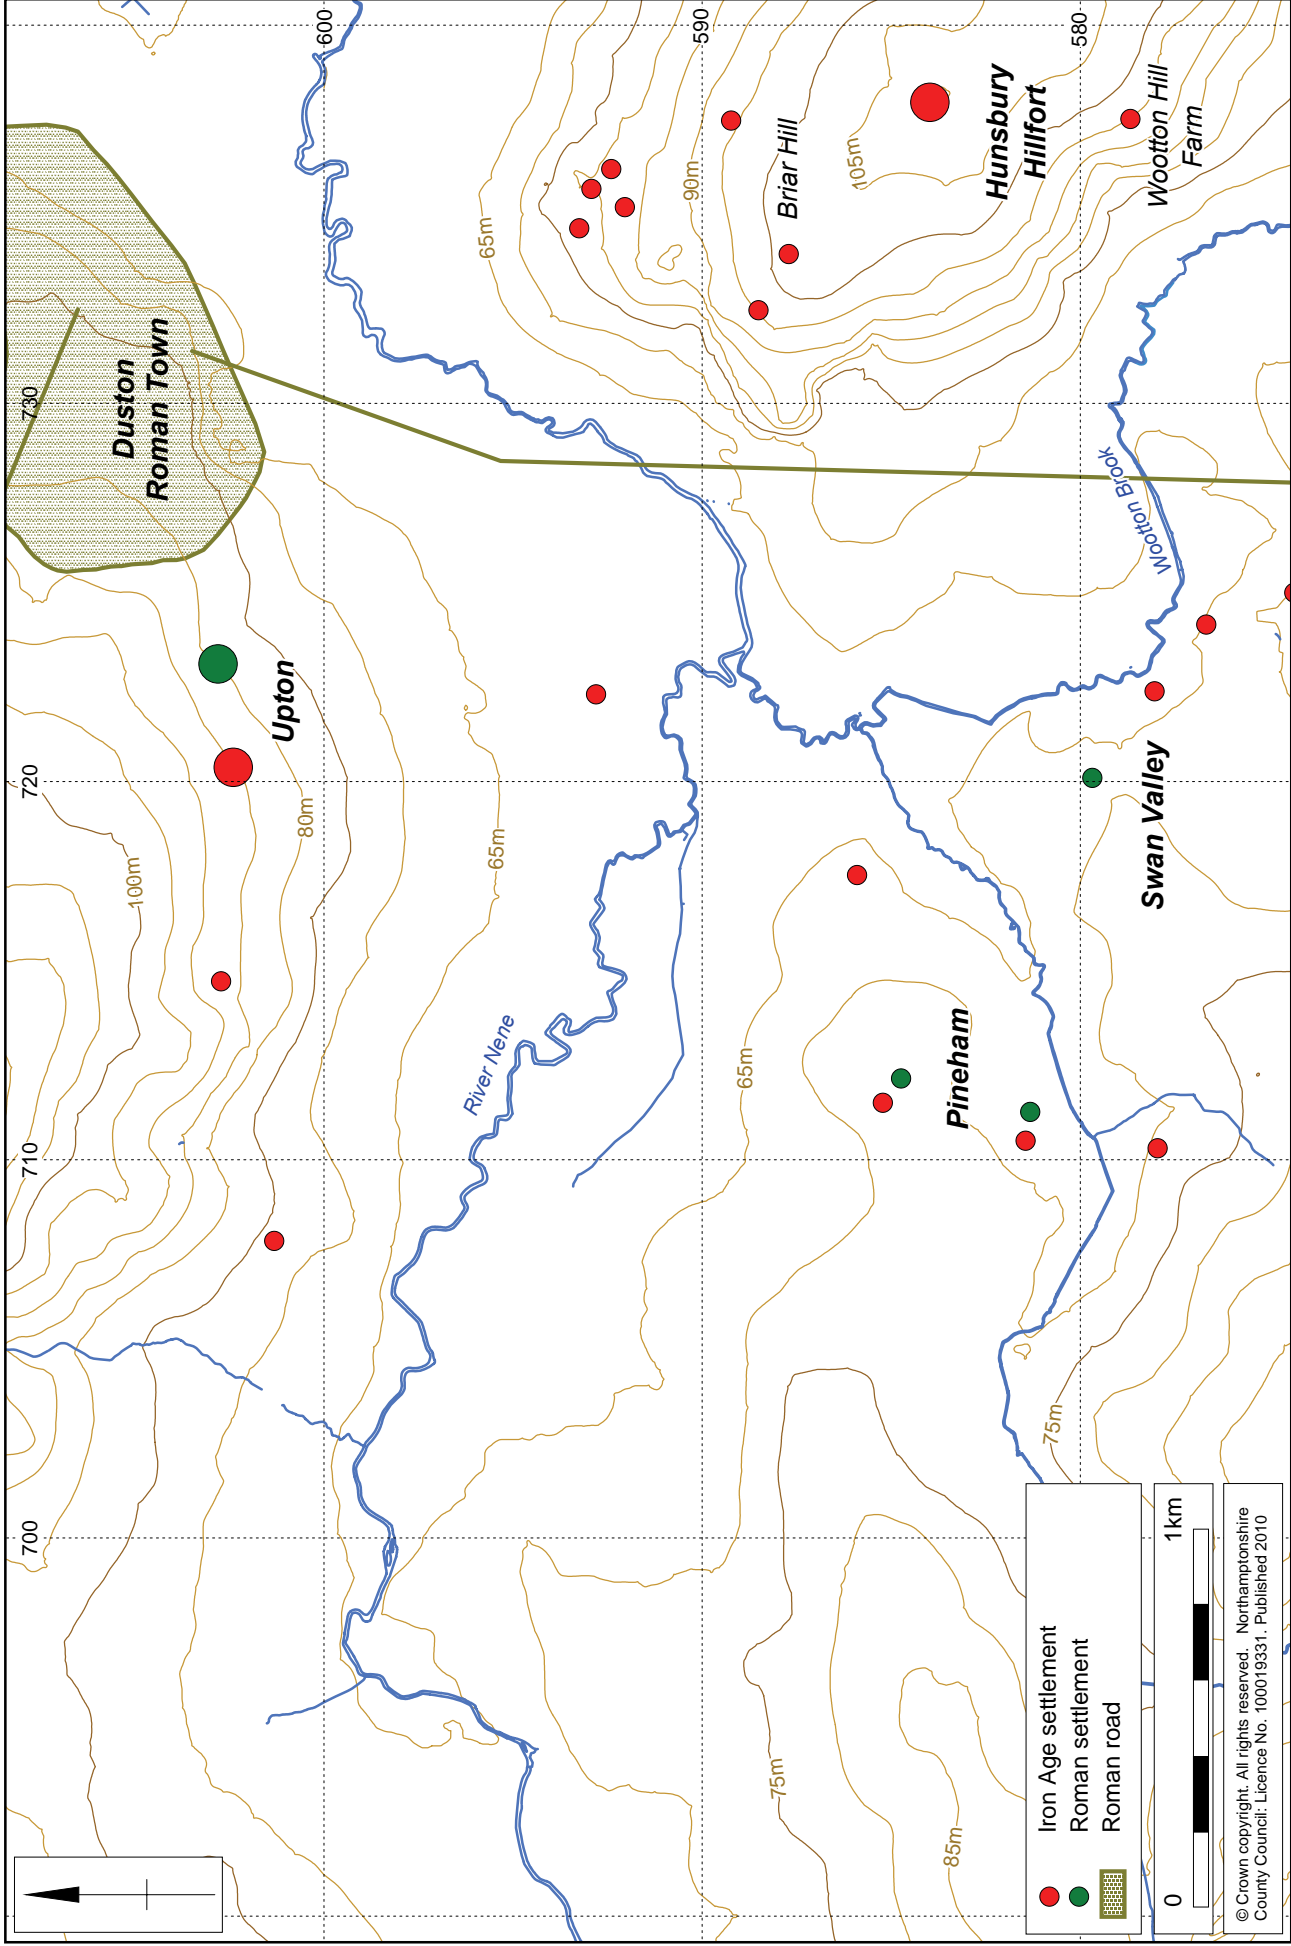 700
710
720
730
600
590
580
100m
80m
65m
65m
90m
105m
65m
75m
85m
75m
Duston
Roman Town
Upton
River Nene
Briar Hill
Hunsbury
Hillfort
Wootton Hill
Farm
Wootton Brook
Swan Valley
Pineham
Iron Age settlement
Roman settlement
Roman road
0 1km
© Crown copyright. All rights reserved. Northamptonshire
County Council: Licence No. 100019331. Published 2010